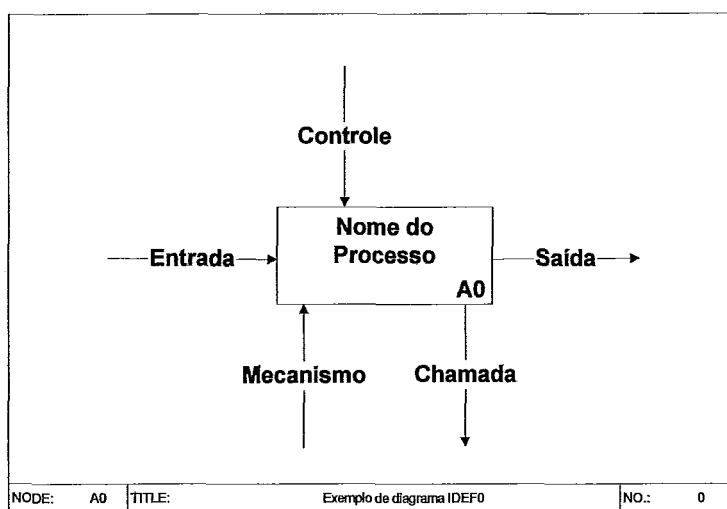 Controle
Nome do
Processo
Entrada
Saída
A0
Mecanismo
Chamada
NODE: A0 TITLE: Exemplo de diagrama IDEF0 NO.: 0